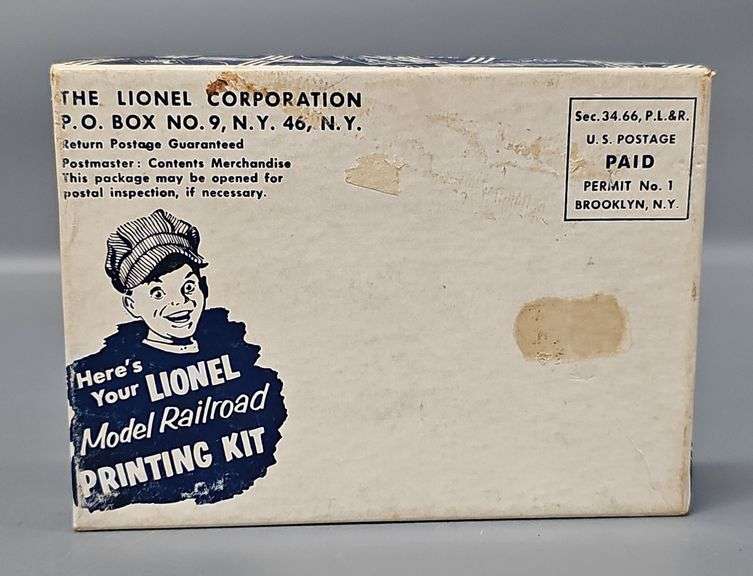 THE LIONEL CORPORATION
P.O. BOX NO. 9, N.Y. 46, N.Y.
Return Postage Guaranteed
Postmaster: Contents Merchandise
This package may be opened for
postal inspection, if necessary.
Sec. 34.66, P.L.&R.
U.S. POSTAGE
PAID
PERMIT No. 1
BROOKLYN, N.Y.
Here's
Your LIONEL
Model Railroad
PRINTING KIT